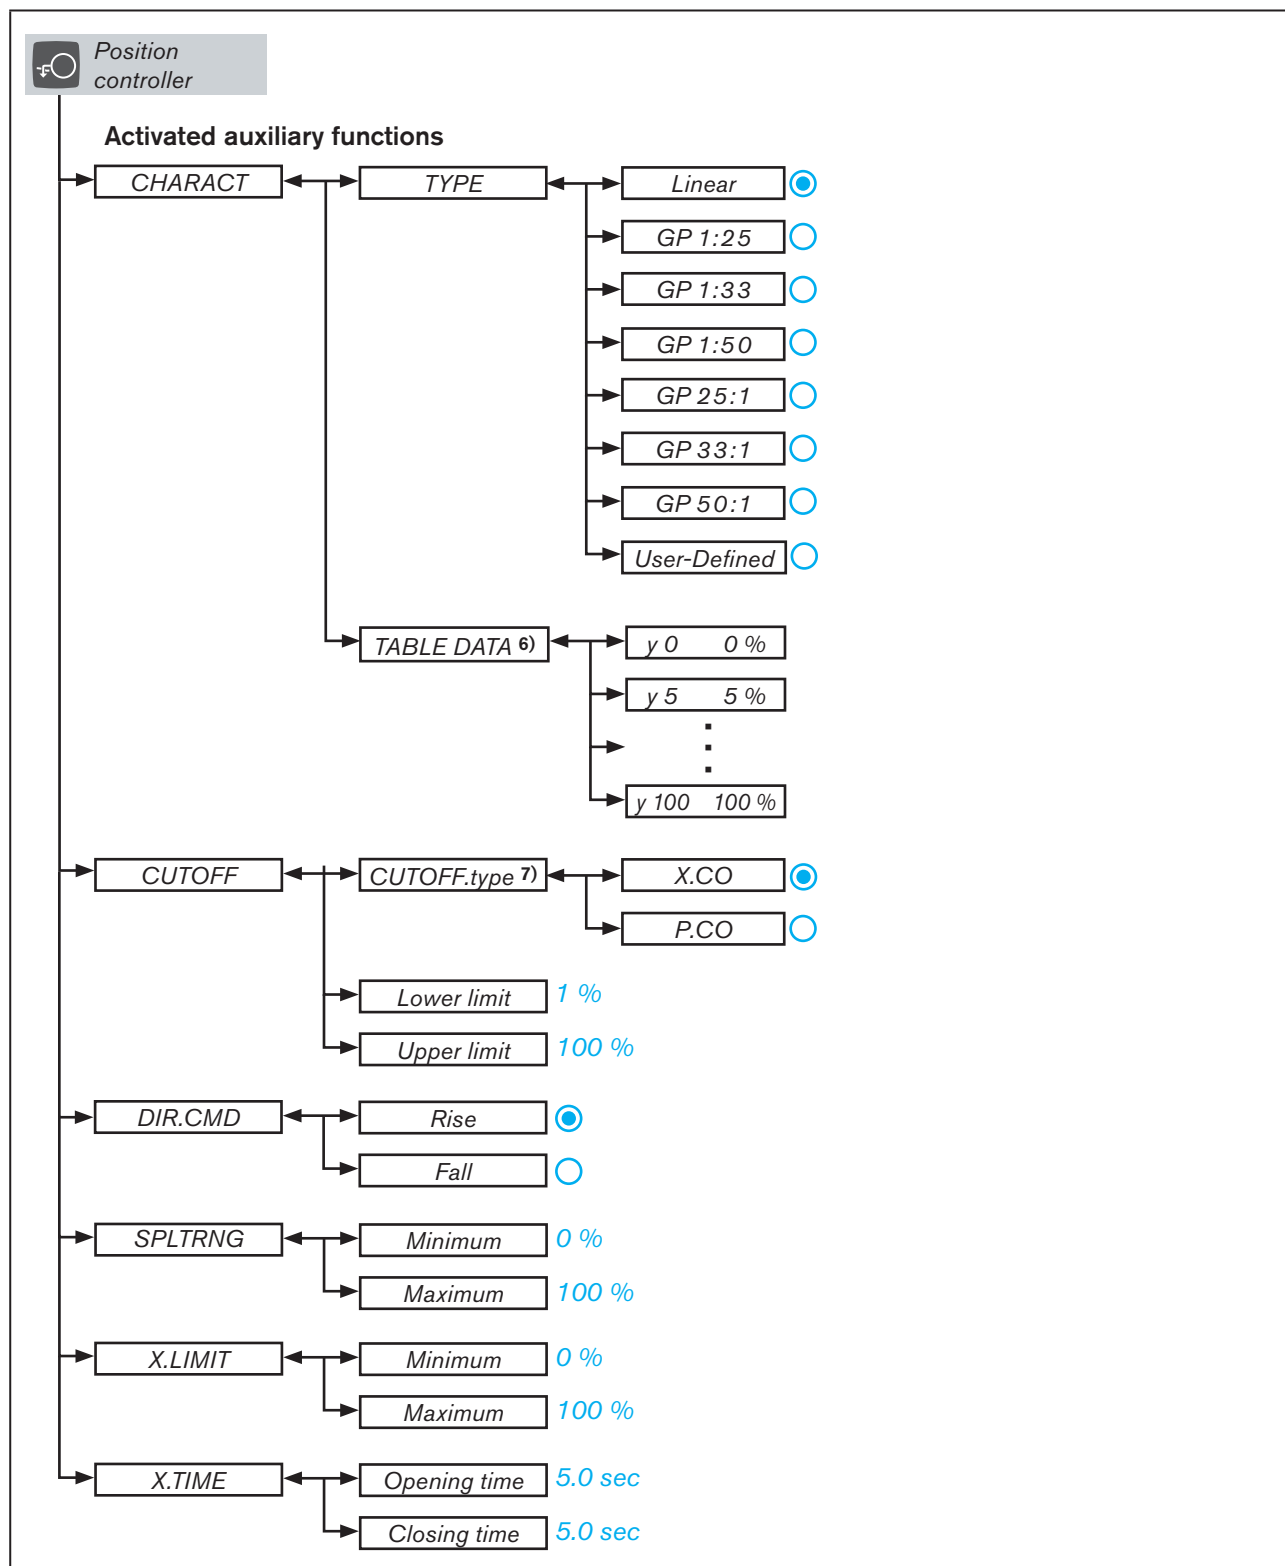 Position
controller
Activated auxiliary functions
CHARACT
TYPE
Linear
GP 1:25
GP 1:33
GP 1:50
GP 25:1
GP 33:1
GP 50:1
User-Defined
TABLE DATA 6)
y 0 0 %
y 5 5 %
y 100 100 %
CUTOFF
CUTOFF.type 7)
X.CO
P.CO
Lower limit 1 %
Upper limit 100 %
DIR.CMD
Rise
Fall
SPLTRNG
Minimum 0 %
Maximum 100 %
X.LIMIT
Minimum 0 %
Maximum 100 %
X.TIME
Opening time 5.0 sec
Closing time 5.0 sec